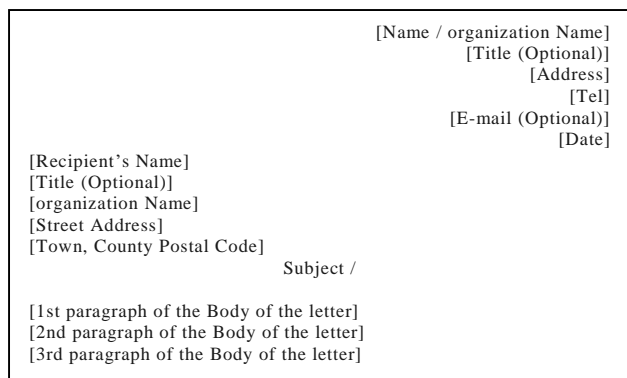 [Name / organization Name]
[Title (Optional)]
[Address]
[Tel]
[E-mail (Optional)]
[Date]
[Recipient's Name]
[Title (Optional)]
[organization Name]
[Street Address]
[Town, County Postal Code]
Subject /
[1st paragraph of the Body of the letter]
[2nd paragraph of the Body of the letter]
[3rd paragraph of the Body of the letter]